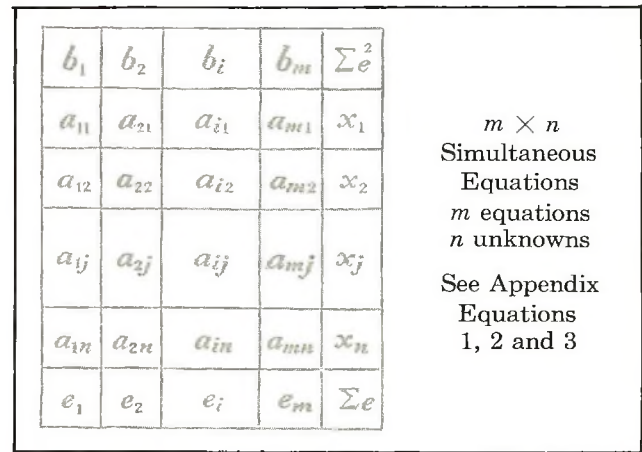 b₁ b₂ bᵢ bₘ Σe²
a₁₁ a₂₁ aᵢ₁ aₘ₁ x₁
a₁₂ a₂₂ aᵢ₂ aₘ₂ x₂
a₁ⱼ a₂ⱼ aᵢⱼ aₘⱼ xⱼ
a₁ₙ a₂ₙ aᵢₙ aₘₙ xₙ
e₁ e₂ eᵢ eₘ Σe
m × n
Simultaneous
Equations
m equations
n unknowns
See Appendix
Equations
1, 2 and 3